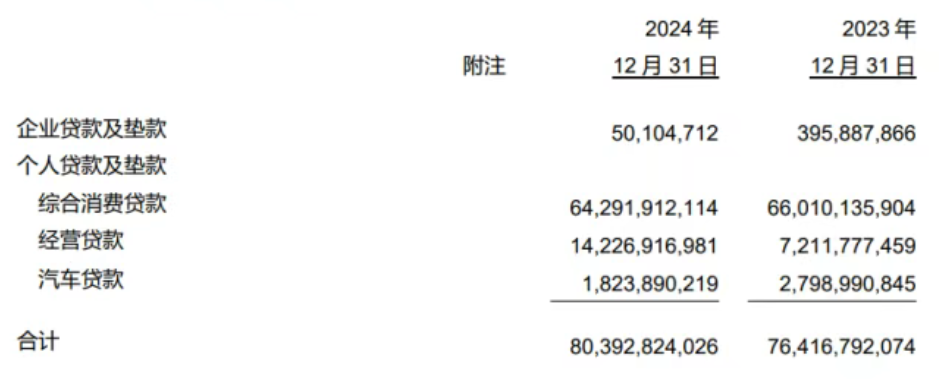 2024 年 2023 年
附注 12 月 31 日 12 月 31 日
企业贷款及垫款 50,104,712 395,887,866
个人贷款及垫款
综合消费贷款 64,291,912,114 66,010,135,904
经营贷款 14,226,916,981 7,211,777,459
汽车贷款 1,823,890,219 2,798,990,845
合计 80,392,824,026 76,416,792,074